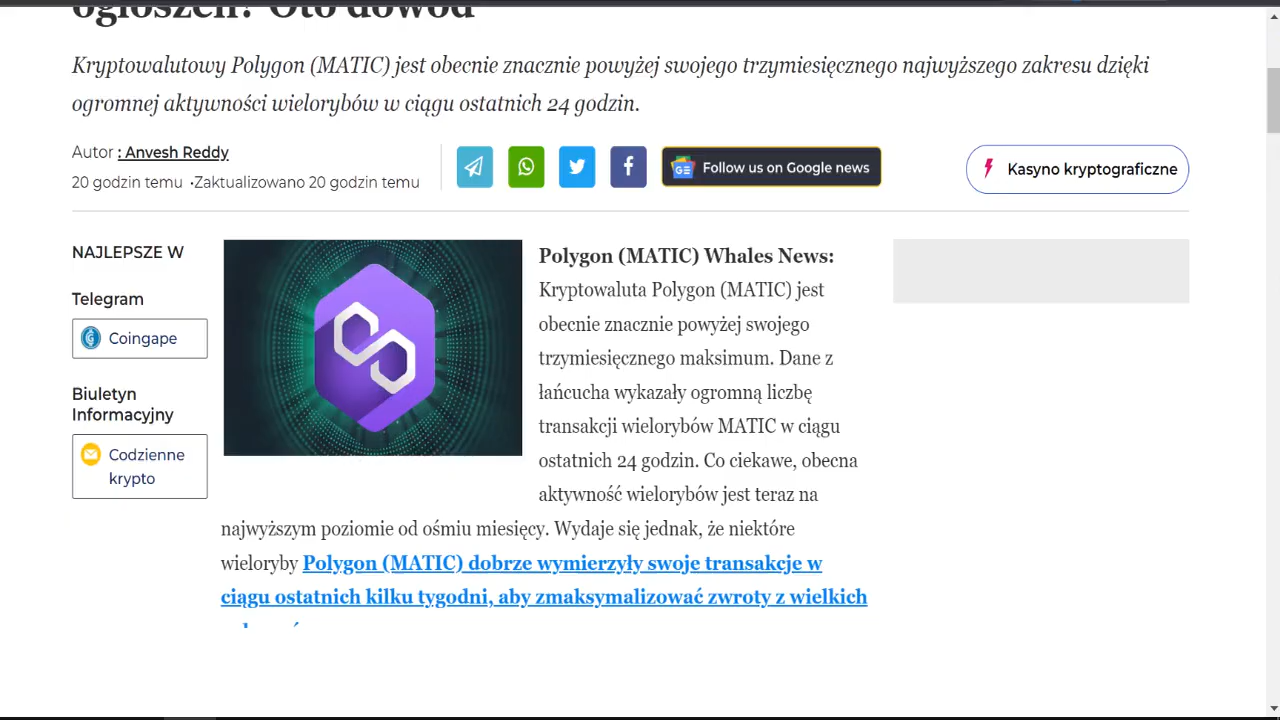 ogłoszeń? Oto dowód
Kryptowalutowy Polygon (MATIC) jest obecnie znacznie powyżej swojego trzymiesięcznego najwyższego zakresu dzięki
ogromnej aktywności wielorybów w ciągu ostatnich 24 godzin.
Autor : Anvesh Reddy
20 godzin temu •Zaktualizowano 20 godzin temu
Follow us on Google news
Kasyno kryptograficzne
NAJLEPSZE W
Telegram
Coingape
Biuletyn
Informacyjny
Codzienne
krypto
Polygon (MATIC) Whales News:
Kryptowaluta Polygon (MATIC) jest
obecnie znacznie powyżej swojego
trzymiesięcznego maksimum. Dane z
łańcucha wykazały ogromną liczbę
transakcji wielorybów MATIC w ciągu
ostatnich 24 godzin. Co ciekawe, obecna
aktywność wielorybów jest teraz na
najwyższym poziomie od ośmiu miesięcy. Wydaje się jednak, że niektóre
wieloryby Polygon (MATIC) dobrze wymierzyły swoje transakcje w
ciągu ostatnich kilku tygodni, aby zmaksymalizować zwroty z wielkich